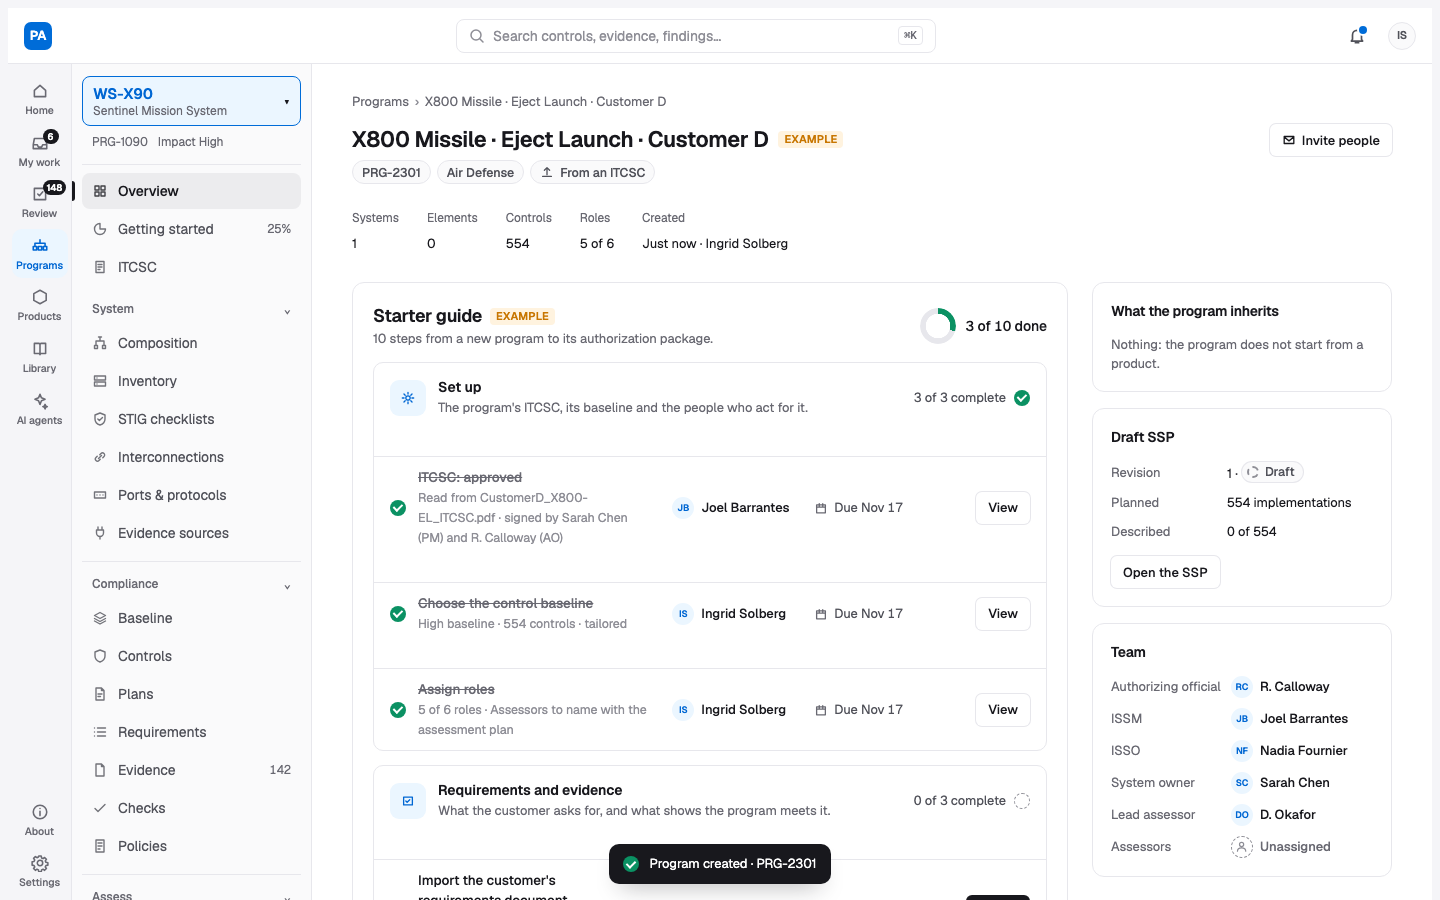 PA
Search controls, evidence, findings...
⌘K
IS
Home
6
My work
148
Review
Programs
Products
Library
AI agents
About
Settings
WS-X90
Sentinel Mission System
PRG-1090 Impact High
Overview
Getting started 25%
ITCSC
System
Composition
Inventory
STIG checklists
Interconnections
Ports & protocols
Evidence sources
Compliance
Baseline
Controls
Plans
Requirements
Evidence 142
Checks
Policies
Assess
Programs › X800 Missile · Eject Launch · Customer D
X800 Missile · Eject Launch · Customer D EXAMPLE
Invite people
PRG-2301 Air Defense From an ITCSC
Systems Elements Controls Roles Created
1 0 554 5 of 6 Just now · Ingrid Solberg
Starter guide EXAMPLE
10 steps from a new program to its authorization package.
3 of 10 done
Set up
The program's ITCSC, its baseline and the people who act for it.
3 of 3 complete
ITCSC: approved
Read from CustomerD_X800-
EL_ITCSC.pdf · signed by Sarah Chen
(PM) and R. Calloway (AO)
JB Joel Barrantes Due Nov 17 View
Choose the control baseline
High baseline · 554 controls · tailored
IS Ingrid Solberg Due Nov 17 View
Assign roles
5 of 6 roles · Assessors to name with the
assessment plan
IS Ingrid Solberg Due Nov 17 View
Requirements and evidence
What the customer asks for, and what shows the program meets it.
0 of 3 complete
Import the customer's
requirements document
Program created · PRG-2301
What the program inherits
Nothing: the program does not start from a
product.
Draft SSP
Revision 1 · Draft
Planned 554 implementations
Described 0 of 554
Open the SSP
Team
Authorizing official RC R. Calloway
ISSM JB Joel Barrantes
ISSO NF Nadia Fournier
System owner SC Sarah Chen
Lead assessor DO D. Okafor
Assessors Unassigned